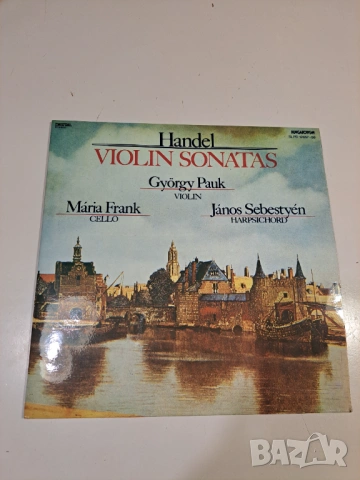 DIGITAL
HUNGAROTON
Handel
VIOLIN SONATAS
György Pauk
VIOLIN
Mária Frank
CELLO
János Sebestyén
HARPSICHORD
BAZAR